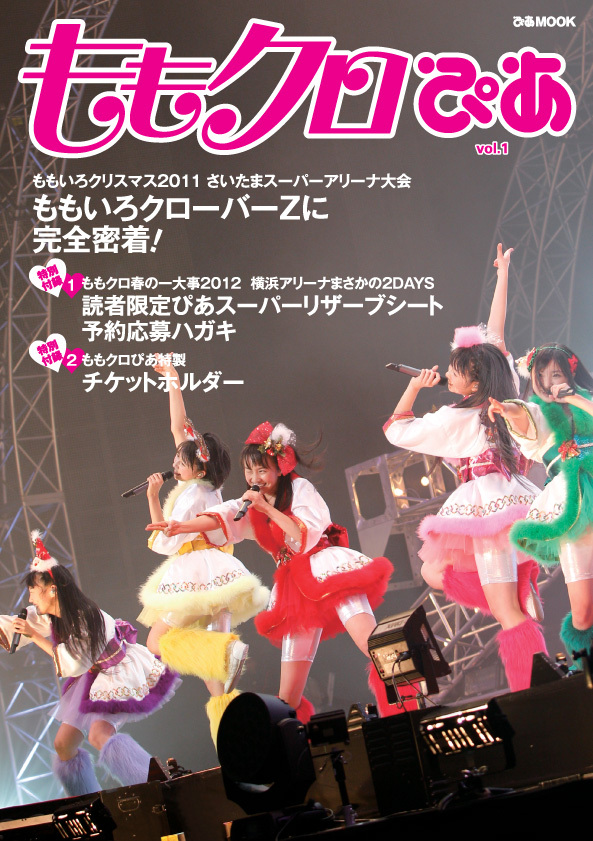 ぴあMOOK
ももクロぴあ
vol.1
ももいろクリスマス2011 さいたまスーパーアリーナ大会
ももいろクローバーZに
完全密着!
特別
付録
1 ももクロ春の一大事2012 横浜アリーナまさかの2DAYS
読者限定ぴあスーパーリザーブシート
予約応募ハガキ
特別
付録
2 ももクロぴあ特製
チケットホルダー